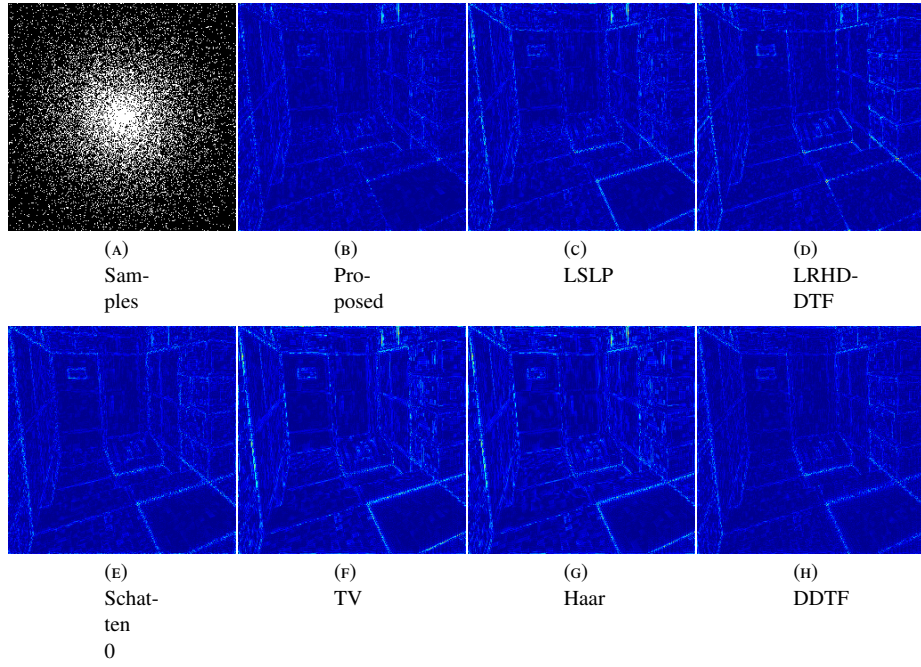 (A)
Sam-
ples
(B)
Pro-
posed
(C)
LSLP
(D)
LRHD-
DTF
(E)
Schat-
ten
0
(F)
TV
(G)
Haar
(H)
DDTF